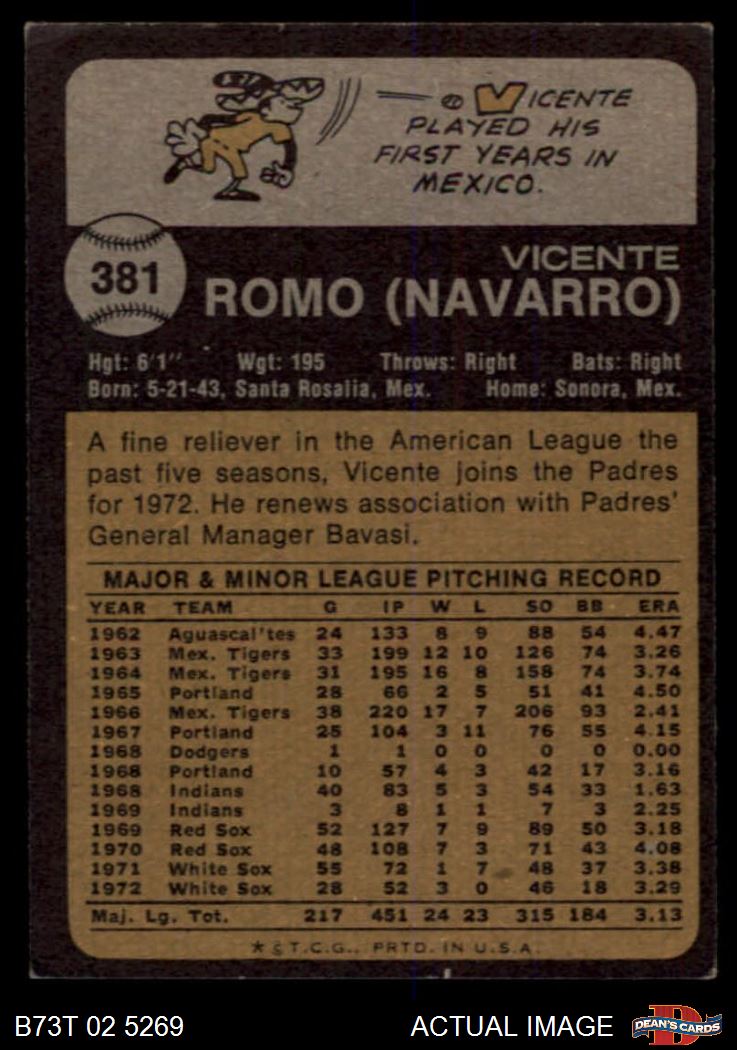 VICENTE
PLAYED HIS
FIRST YEARS IN
MEXICO.
381
VICENTE
ROMO (NAVARRO)
Hgt: 6'1" Wgt: 195 Throws: Right Bats: Right
Born: 5-21-43, Santa Rosalia, Mex. Home: Sonora, Mex.
A fine reliever in the American League the
past five seasons, Vicente joins the Padres
for 1972. He renews association with Padres'
General Manager Bavasi.
MAJOR & MINOR LEAGUE PITCHING RECORD
YEAR TEAM G IP W L SO BB ERA
1962 Aguascal'tes 24 133 8 9 88 54 4.47
1963 Mex. Tigers 33 199 12 10 126 74 3.26
1964 Mex. Tigers 31 195 16 8 158 74 3.74
1965 Portland 28 66 2 5 51 41 4.50
1966 Mex. Tigers 38 220 17 7 206 93 2.41
1967 Portland 25 104 3 11 76 55 4.15
1968 Dodgers 1 1 0 0 0 0 0.00
1968 Portland 10 57 4 3 42 17 3.16
1968 Indians 40 83 5 3 54 33 1.63
1969 Indians 3 8 1 1 7 3 2.25
1969 Red Sox 52 127 7 9 89 50 3.18
1970 Red Sox 48 108 7 3 71 43 4.08
1971 White Sox 55 72 1 7 48 37 3.38
1972 White Sox 28 52 3 0 46 18 3.29
Maj. Lg. Tot. 217 451 24 23 315 184 3.13
* © T.C.G., PRTD. IN U.S.A.
B73T 02 5269 ACTUAL IMAGE DEAN'S CARDS